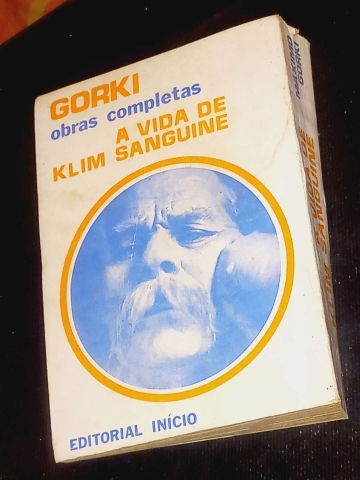 GORKI
obras completas
A VIDA DE
KLIM SANGUINE
EDITORIAL INÍCIO
MÁXIMO
GORKI
A VIDA DE
KLIM SANGUINE